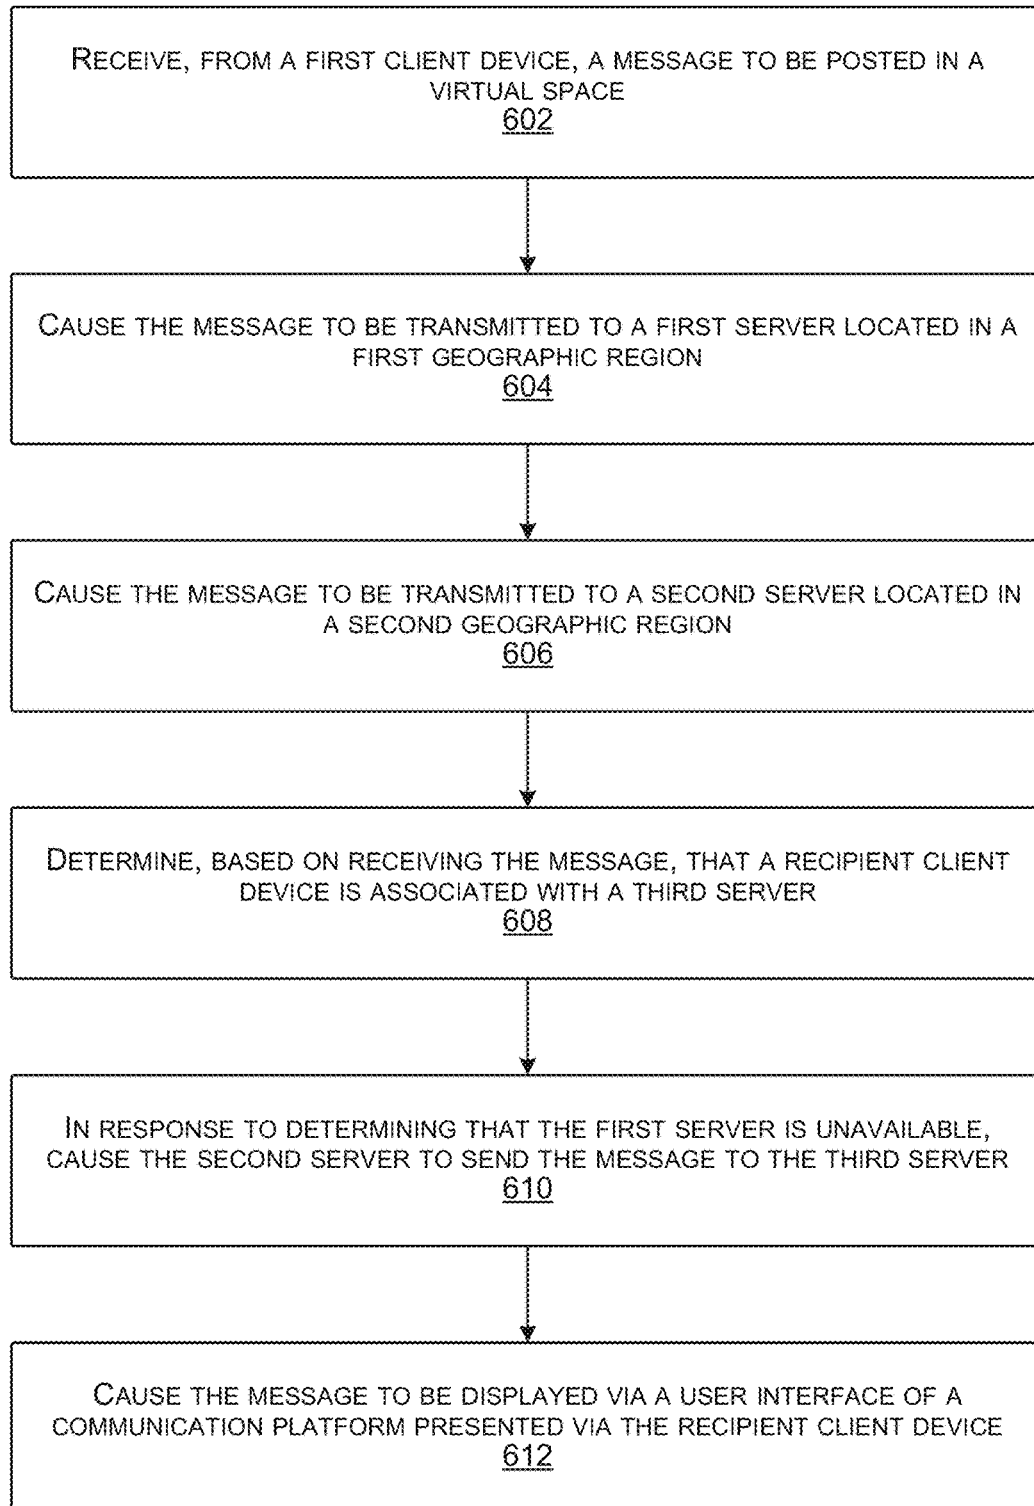 RECEIVE, FROM A FIRST CLIENT DEVICE, A MESSAGE TO BE POSTED IN A
VIRTUAL SPACE
602
CAUSE THE MESSAGE TO BE TRANSMITTED TO A FIRST SERVER LOCATED IN A
FIRST GEOGRAPHIC REGION
604
CAUSE THE MESSAGE TO BE TRANSMITTED TO A SECOND SERVER LOCATED IN
A SECOND GEOGRAPHIC REGION
606
DETERMINE, BASED ON RECEIVING THE MESSAGE, THAT A RECIPIENT CLIENT
DEVICE IS ASSOCIATED WITH A THIRD SERVER
608
IN RESPONSE TO DETERMINING THAT THE FIRST SERVER IS UNAVAILABLE,
CAUSE THE SECOND SERVER TO SEND THE MESSAGE TO THE THIRD SERVER
610
CAUSE THE MESSAGE TO BE DISPLAYED VIA A USER INTERFACE OF A
COMMUNICATION PLATFORM PRESENTED VIA THE RECIPIENT CLIENT DEVICE
612